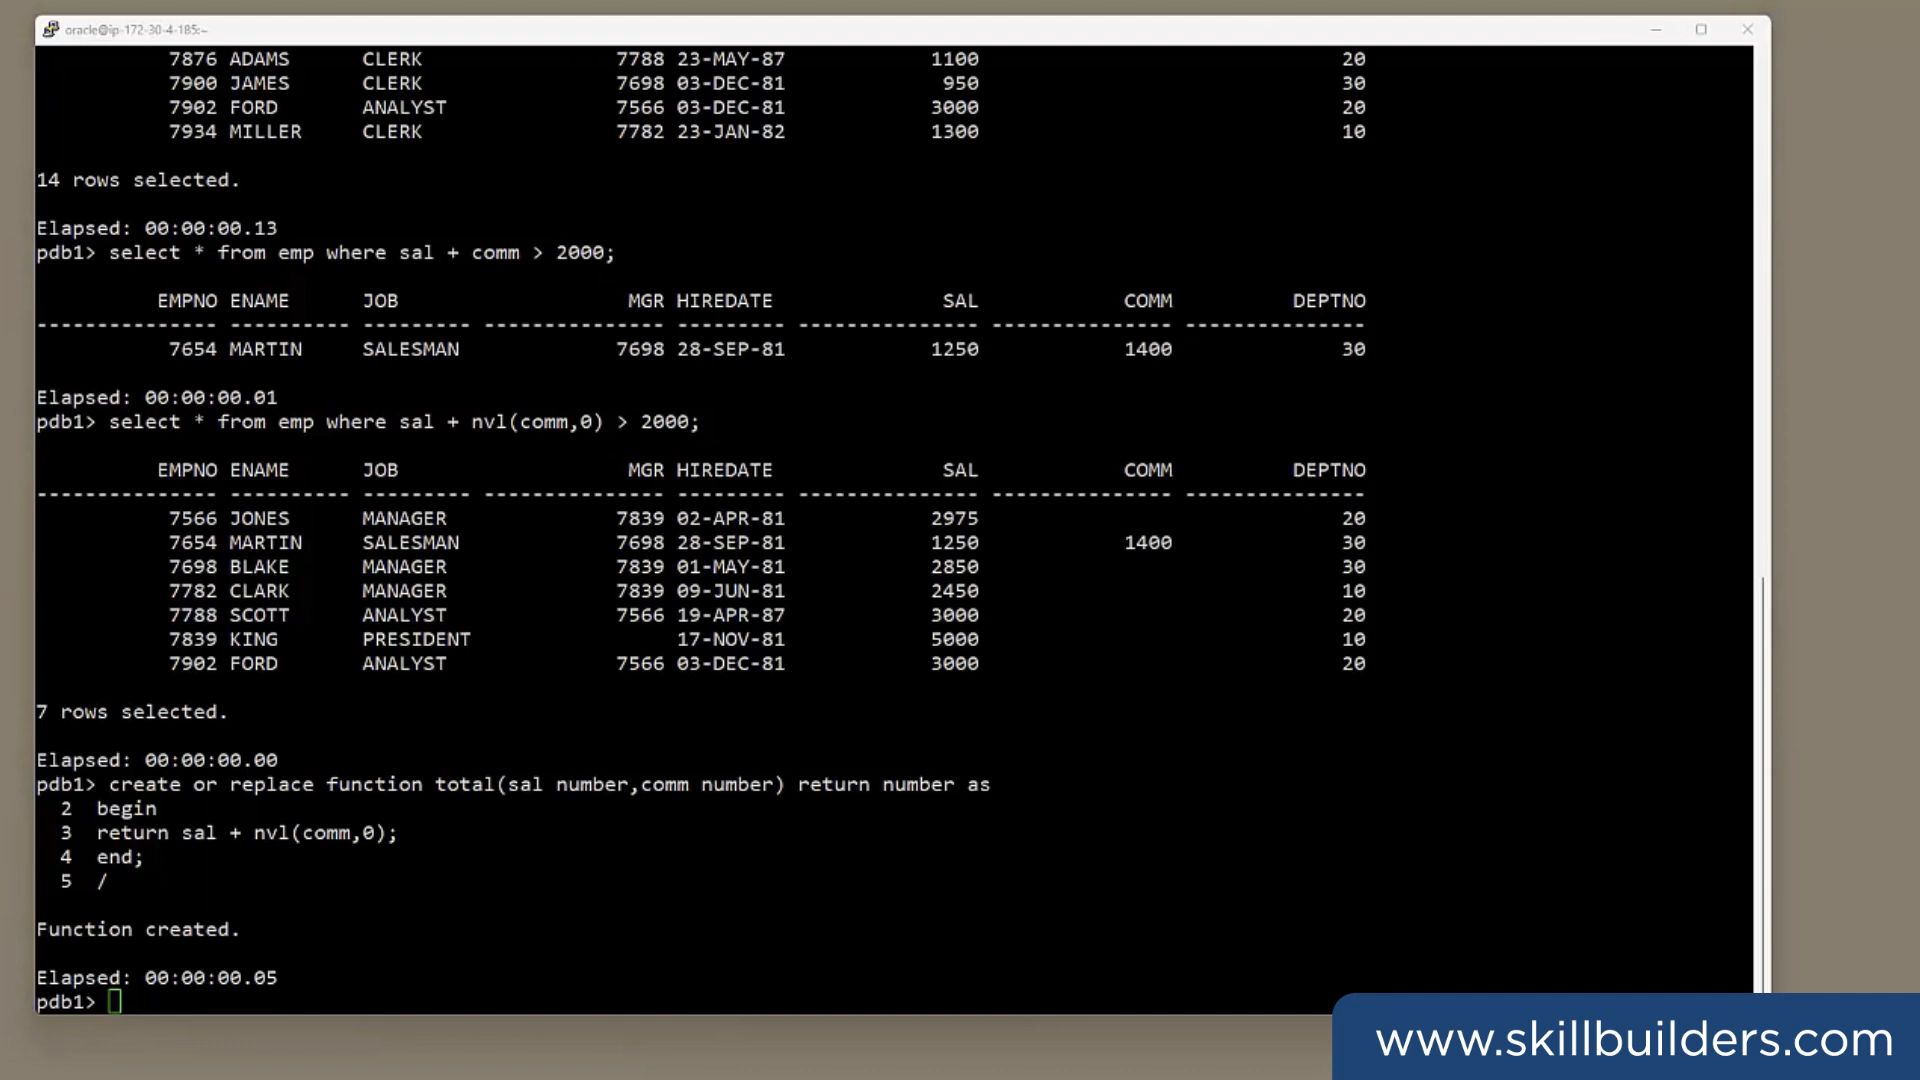 oracle@ip-172-30-4-185:~
7876 ADAMS CLERK 7788 23-MAY-87 1100 20
7900 JAMES CLERK 7698 03-DEC-81 950 30
7902 FORD ANALYST 7566 03-DEC-81 3000 20
7934 MILLER CLERK 7782 23-JAN-82 1300 10
14 rows selected.
Elapsed: 00:00:00.13
pdb1> select * from emp where sal + comm > 2000;
EMPNO ENAME JOB MGR HIREDATE SAL COMM DEPTNO
--------------- ---------- --------- --------------- --------- --------------- --------------- ---------------
7654 MARTIN SALESMAN 7698 28-SEP-81 1250 1400 30
Elapsed: 00:00:00.01
pdb1> select * from emp where sal + nvl(comm,0) > 2000;
EMPNO ENAME JOB MGR HIREDATE SAL COMM DEPTNO
--------------- ---------- --------- --------------- --------- --------------- --------------- ---------------
7566 JONES MANAGER 7839 02-APR-81 2975 20
7654 MARTIN SALESMAN 7698 28-SEP-81 1250 1400 30
7698 BLAKE MANAGER 7839 01-MAY-81 2850 30
7782 CLARK MANAGER 7839 09-JUN-81 2450 10
7788 SCOTT ANALYST 7566 19-APR-87 3000 20
7839 KING PRESIDENT 17-NOV-81 5000 10
7902 FORD ANALYST 7566 03-DEC-81 3000 20
7 rows selected.
Elapsed: 00:00:00.00
pdb1> create or replace function total(sal number,comm number) return number as
2 begin
3 return sal + nvl(comm,0);
4 end;
5 /
Function created.
Elapsed: 00:00:00.05
pdb1>
www.skillbuilders.com